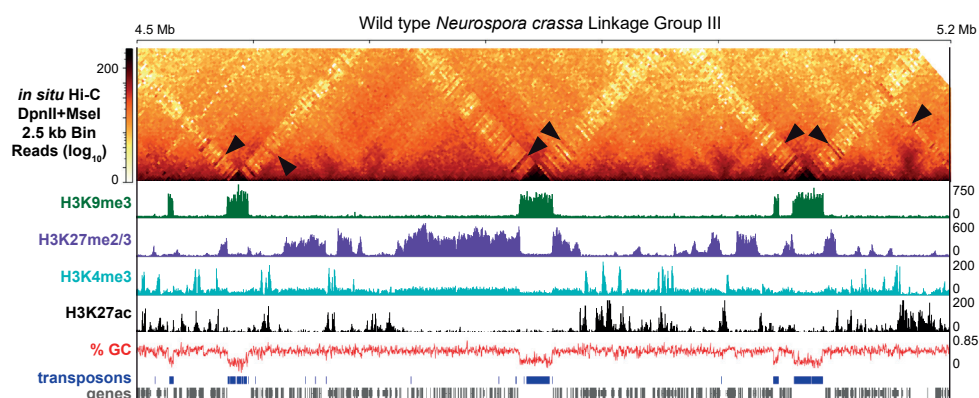 Wild type Neurospora crassa Linkage Group III
4.5 Mb
5.2 Mb
200
in situ Hi-C
DpnII+MseI
2.5 kb Bin
Reads (log10)
0
H3K9me3
750
0
H3K27me2/3
600
0
H3K4me3
200
0
H3K27ac
200
0
% GC
0.85
0
transposons
genes